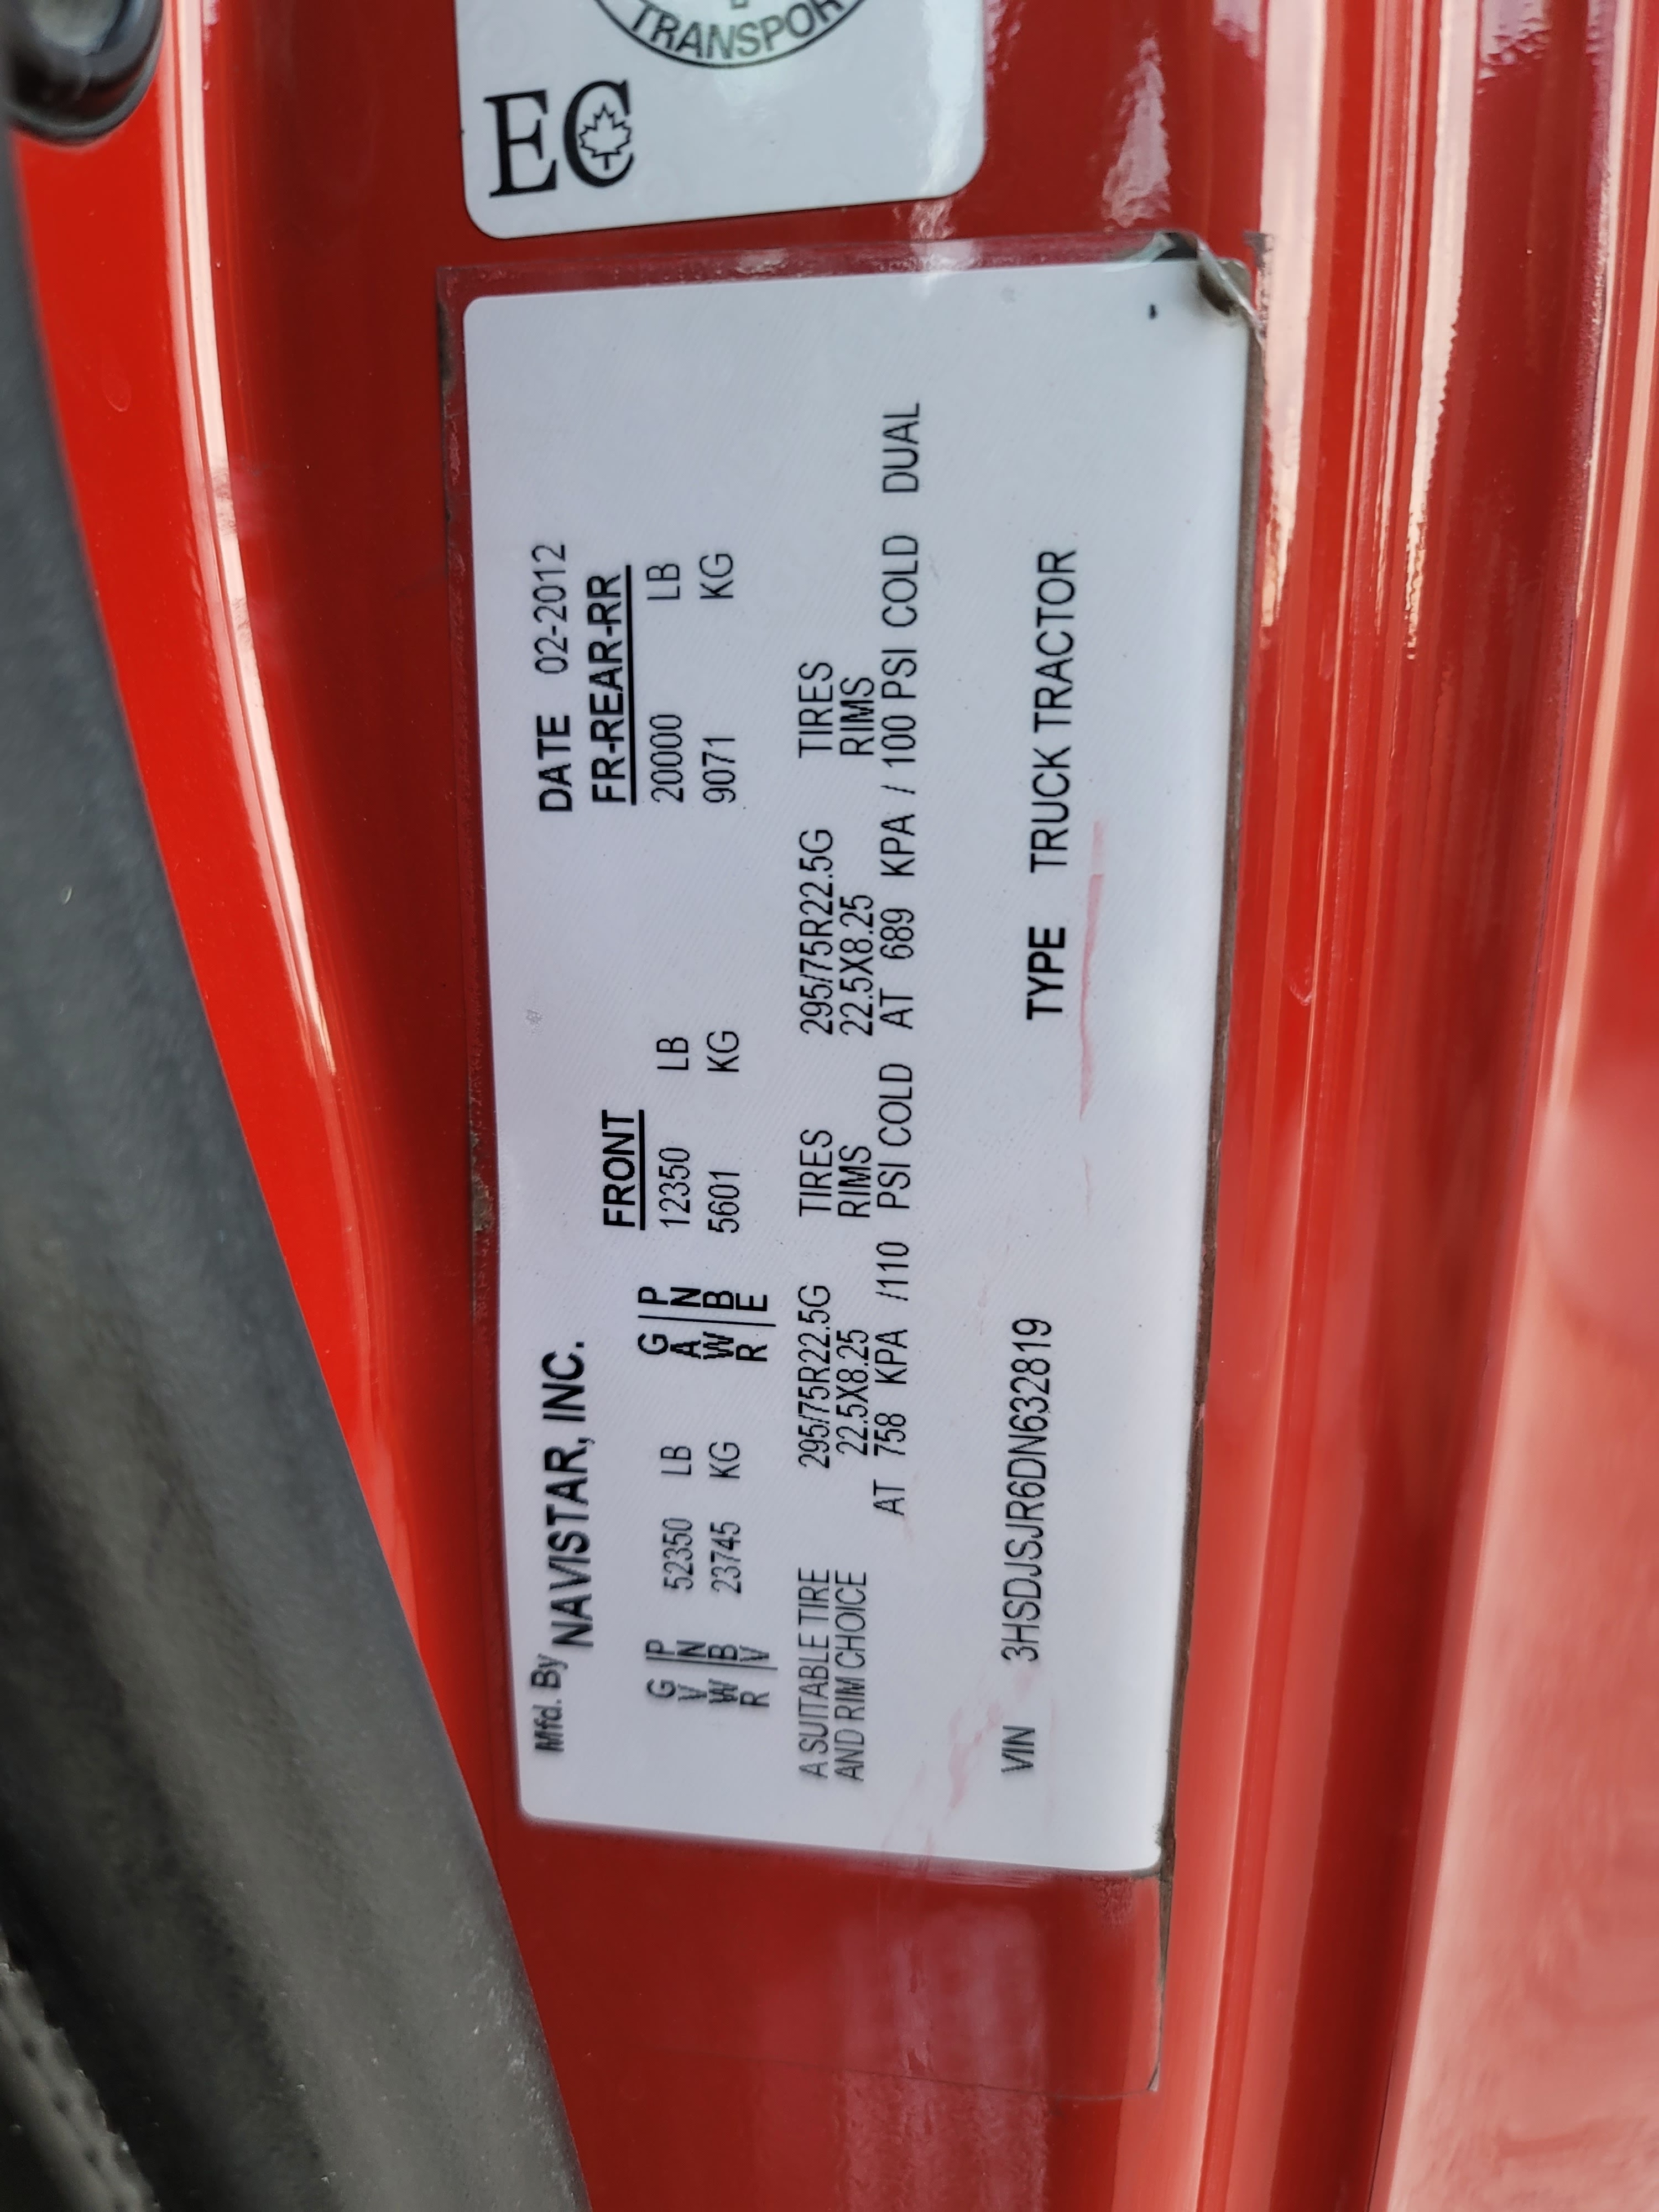 TRANSPOR
EC
Mfd. By NAVISTAR, INC.
DATE 02-2012
FRONT FR-REAR-RR
G P 52350 LB G P 12350 LB 20000 LB
V N A N
W B 23745 KG W B 5601 KG 9071 KG
R V R E
A SUITABLE TIRE 295/75R22.5G TIRES 295/75R22.5G TIRES
AND RIM CHOICE 22.5X8.25 RIMS 22.5X8.25 RIMS
AT 758 KPA /110 PSI COLD AT 689 KPA / 100 PSI COLD DUAL
VIN 3HSDJSJR6DN632819 TYPE TRUCK TRACTOR